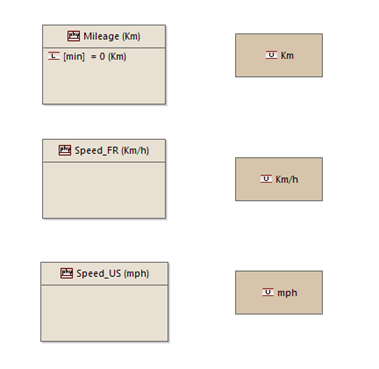 Mileage (Km)
[min] = 0 (Km)
Km
Speed_FR (Km/h)
Km/h
Speed_US (mph)
mph